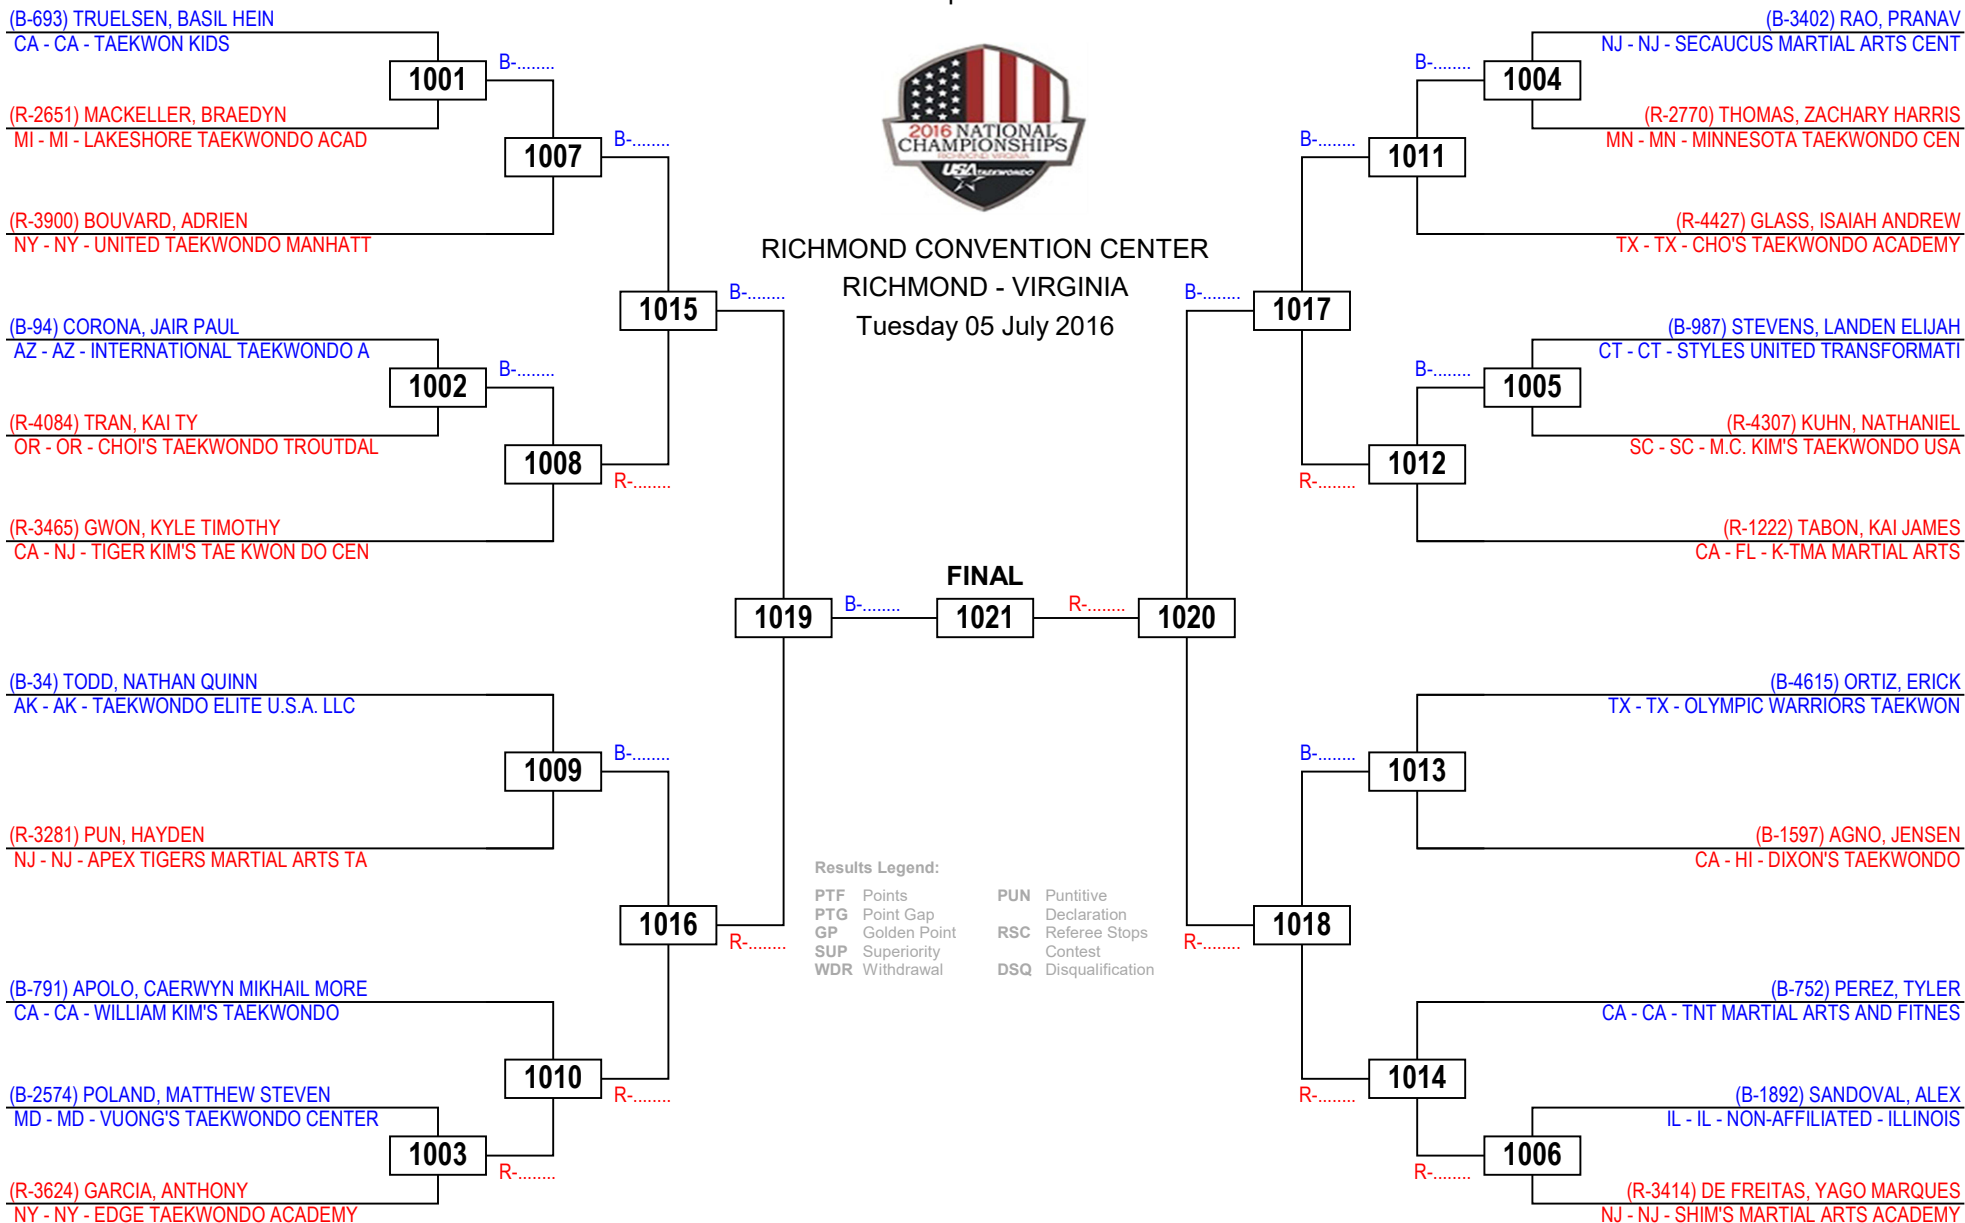 (B-693) TRUELSEN, BASIL HEIN
CA - CA - TAEKWON KIDS
1001
B-........
(R-2651) MACKELLER, BRAEDYN
MI - MI - LAKESHORE TAEKWONDO ACAD
1007
B-........
(R-3900) BOUVARD, ADRIEN
NY - NY - UNITED TAEKWONDO MANHATT
1015
B-........
(B-94) CORONA, JAIR PAUL
AZ - AZ - INTERNATIONAL TAEKWONDO A
1002
B-........
(R-4084) TRAN, KAI TY
OR - OR - CHOI'S TAEKWONDO TROUTDAL
1008
R-........
(R-3465) GWON, KYLE TIMOTHY
CA - NJ - TIGER KIM'S TAE KWON DO CEN
1019
B-........
(B-34) TODD, NATHAN QUINN
AK - AK - TAEKWONDO ELITE U.S.A. LLC
1009
B-........
(R-3281) PUN, HAYDEN
NJ - NJ - APEX TIGERS MARTIAL ARTS TA
1016
R-........
(B-791) APOLO, CAERWYN MIKHAIL MORE
CA - CA - WILLIAM KIM'S TAEKWONDO
1010
R-........
(B-2574) POLAND, MATTHEW STEVEN
MD - MD - VUONG'S TAEKWONDO CENTER
1003
R-........
(R-3624) GARCIA, ANTHONY
NY - NY - EDGE TAEKWONDO ACADEMY
2016 NATIONAL
CHAMPIONSHIPS
RICHMOND, VIRGINIA
USA TAEKWONDO
RICHMOND CONVENTION CENTER
RICHMOND - VIRGINIA
Tuesday 05 July 2016
FINAL
1021
Results Legend:
PTF Points
PTG Point Gap
GP Golden Point
SUP Superiority
WDR Withdrawal
PUN Puntitive
Declaration
RSC Referee Stops
Contest
DSQ Disqualification
(B-3402) RAO, PRANAV
NJ - NJ - SECAUCUS MARTIAL ARTS CENT
B-........
1004
(R-2770) THOMAS, ZACHARY HARRIS
MN - MN - MINNESOTA TAEKWONDO CEN
B-........
1011
(R-4427) GLASS, ISAIAH ANDREW
TX - TX - CHO'S TAEKWONDO ACADEMY
B-........
1017
(B-987) STEVENS, LANDEN ELIJAH
CT - CT - STYLES UNITED TRANSFORMATI
B-........
1005
(R-4307) KUHN, NATHANIEL
SC - SC - M.C. KIM'S TAEKWONDO USA
R-........
1012
(R-1222) TABON, KAI JAMES
CA - FL - K-TMA MARTIAL ARTS
R-........
1020
(B-4615) ORTIZ, ERICK
TX - TX - OLYMPIC WARRIORS TAEKWON
B-........
1013
(B-1597) AGNO, JENSEN
CA - HI - DIXON'S TAEKWONDO
R-........
1018
(B-752) PEREZ, TYLER
CA - CA - TNT MARTIAL ARTS AND FITNES
R-........
1014
(B-1892) SANDOVAL, ALEX
IL - IL - NON-AFFILIATED - ILLINOIS
R-........
1006
(R-3414) DE FREITAS, YAGO MARQUES
NJ - NJ - SHIM'S MARTIAL ARTS ACADEMY